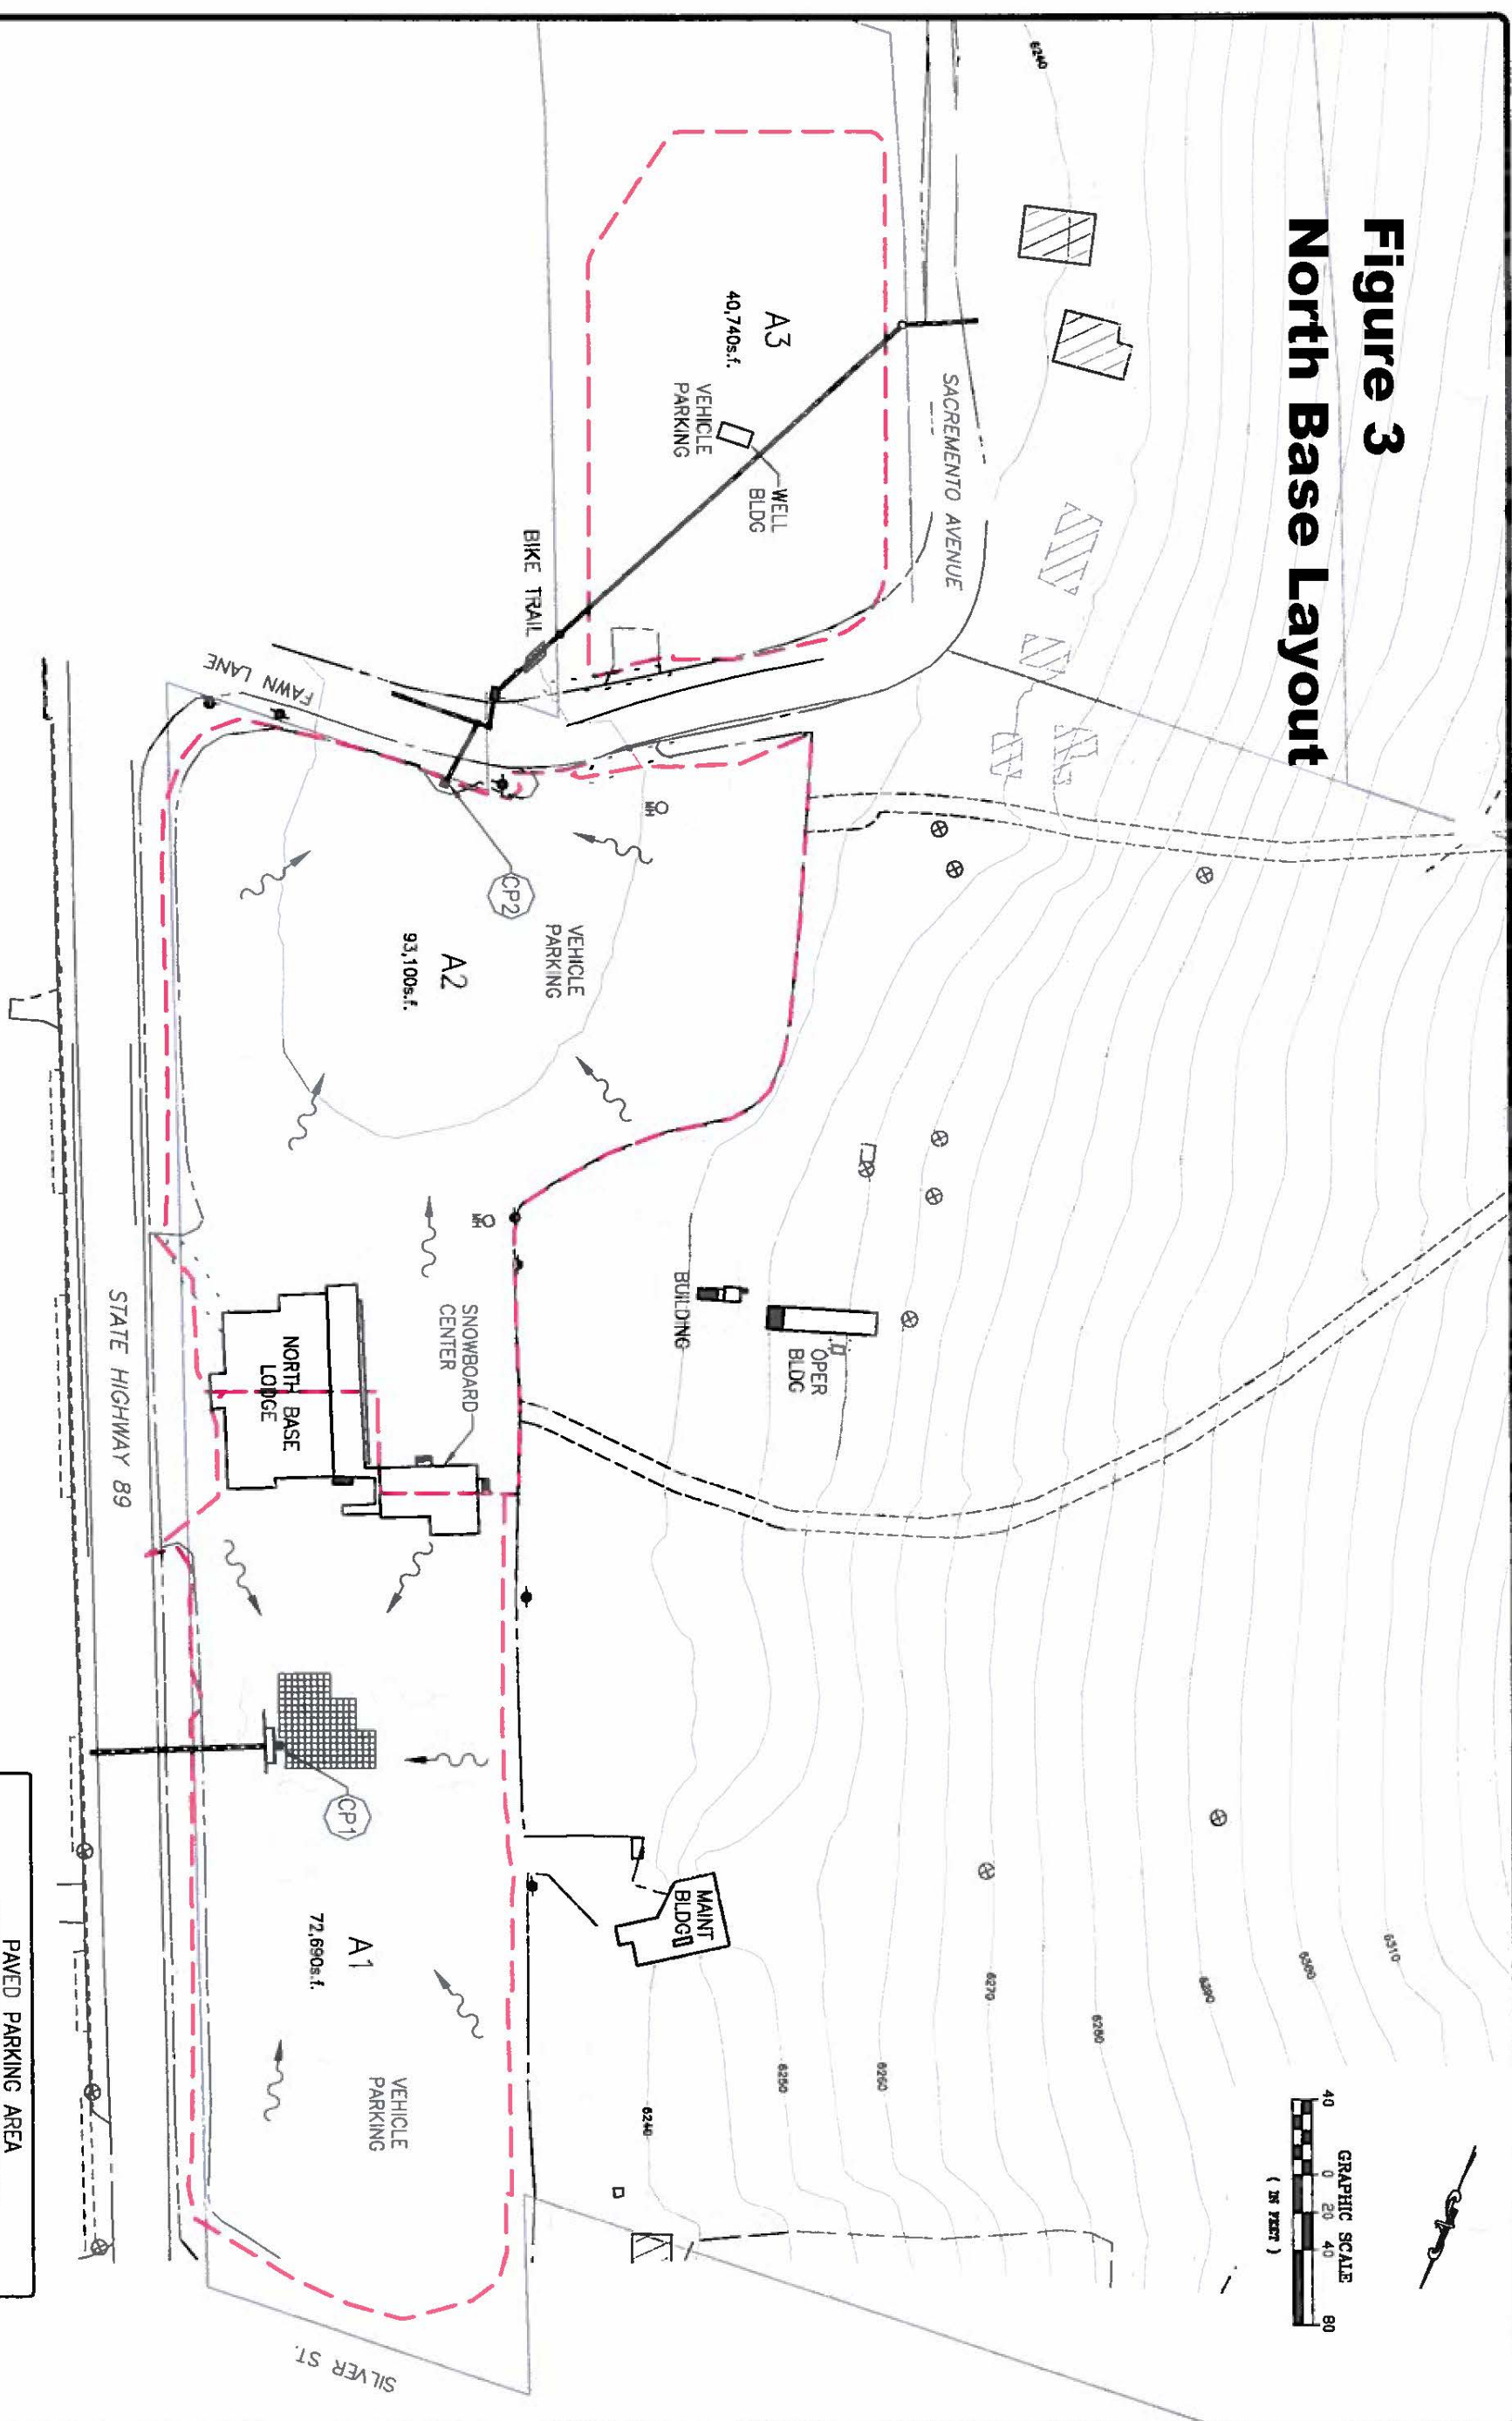 Figure 3
North Base Layout
6240
SACREMENTO AVENUE
A3
40,740s.f.
VEHICLE
PARKING
WELL
BLDG
BIKE TRAIL
FAWN LANE
MH
CP2
VEHICLE
PARKING
A2
93,100s.f.
MH
SNOWBOARD
CENTER
NORTH BASE
LODGE
BUILDING
OPER
BLDG
STATE HIGHWAY 89
CP1
A1
72,690s.f.
MAINT
BLDG
VEHICLE
PARKING
6310
6300
6290
6280
6270
6260
6250
6240
GRAPHIC SCALE
40 0 20 40 80
( IN FEET )
SILVER ST.
PAVED PARKING AREA